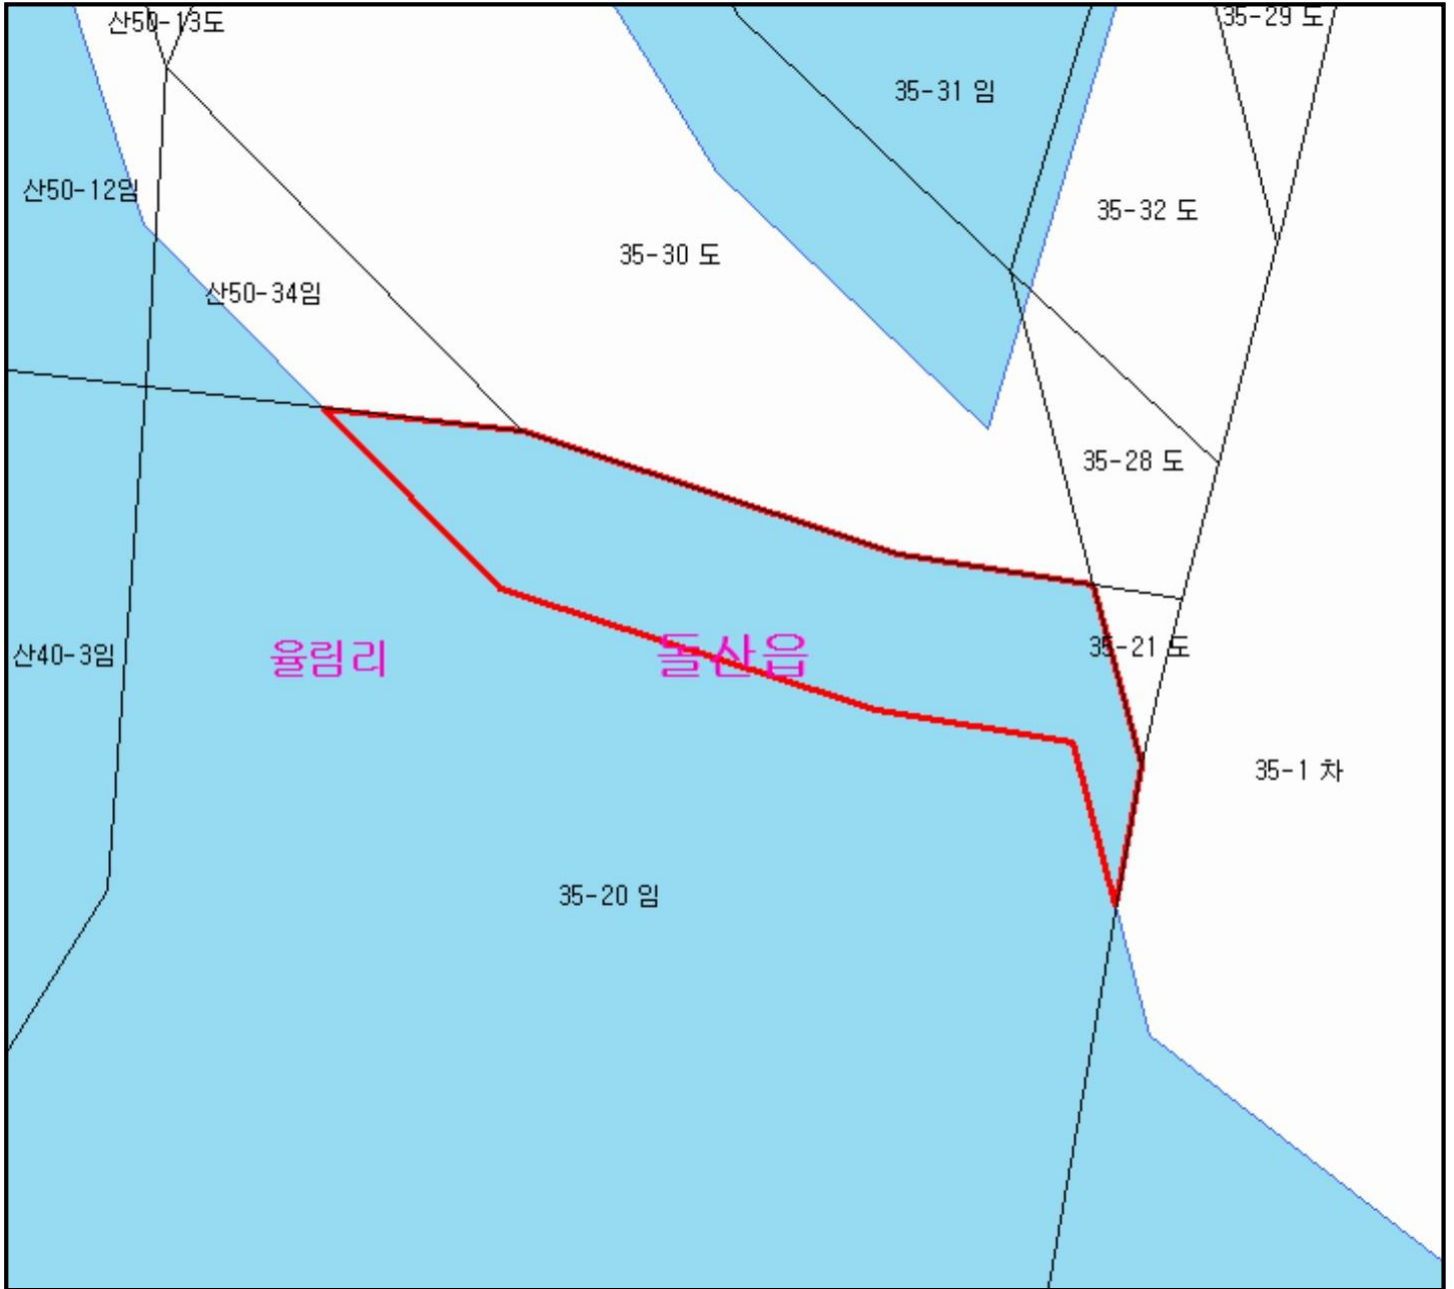 산50-13도
35-29 도
35-31 임
산50-12임
35-32 도
35-30 도
산50-34임
35-28 도
산40-3임
율림리
돌산읍
35-21 도
35-1 차
35-20 임